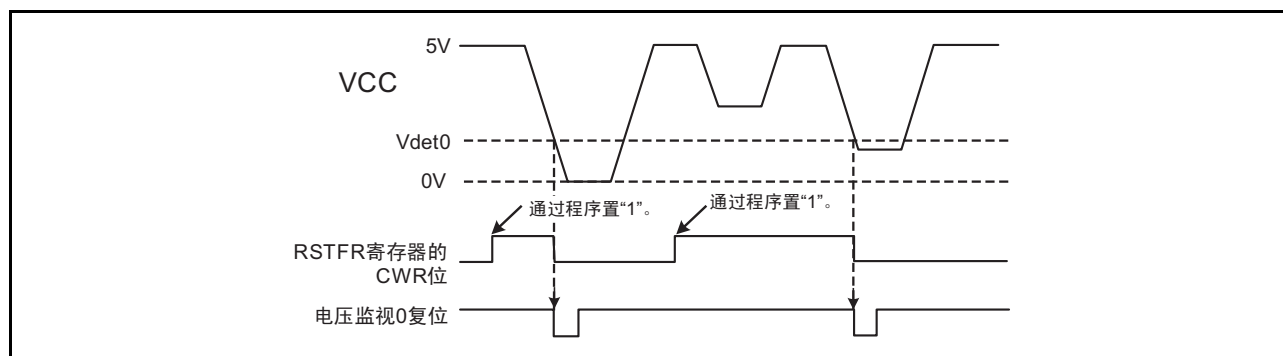 5V
VCC
Vdet0
0V
通过程序置“1”。
通过程序置“1”。
RSTFR寄存器的
CWR位
电压监视0复位